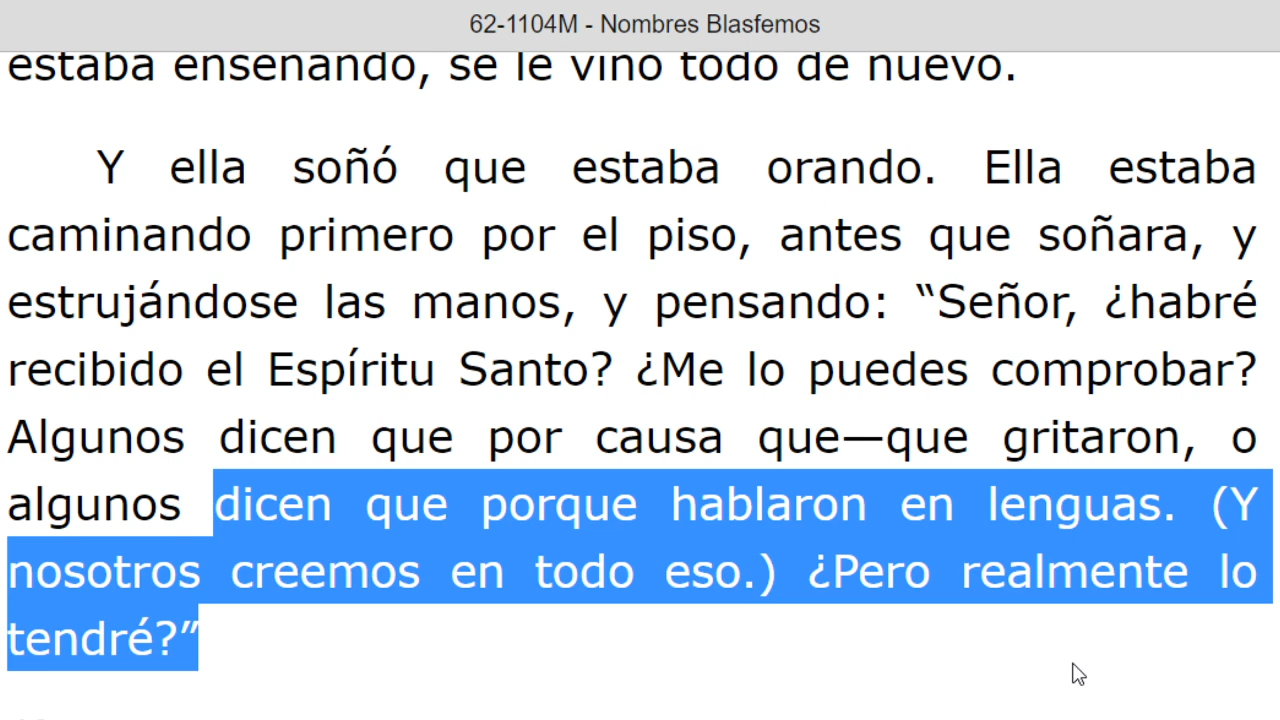 62-1104M - Nombres Blasfemos
estaba enseñando, se le vino todo de nuevo.
Y ella soñó que estaba orando. Ella estaba
caminando primero por el piso, antes que soñara, y
estrujándose las manos, y pensando: “Señor, ¿habré
recibido el Espíritu Santo? ¿Me lo puedes comprobar?
Algunos dicen que por causa que—que gritaron, o
algunos dicen que porque hablaron en lenguas. (Y
nosotros creemos en todo eso.) ¿Pero realmente lo
tendré?”